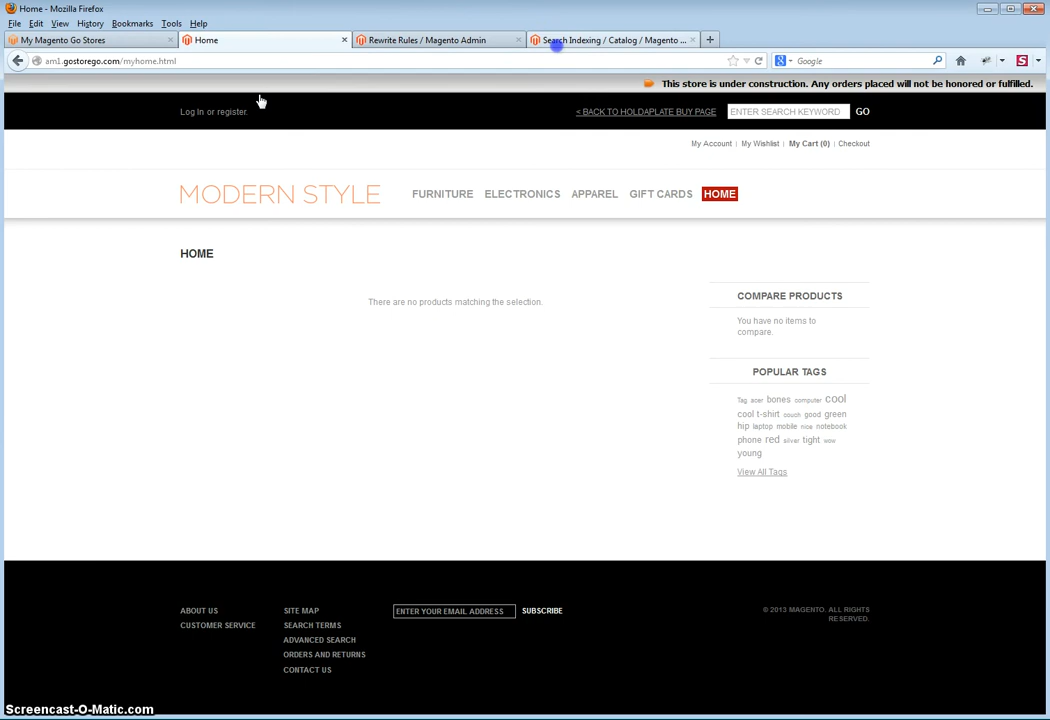 Home - Mozilla Firefox
File Edit View History Bookmarks Tools Help
My Magento Go Stores × Home × Rewrite Rules / Magento Admin × Search Indexing / Catalog / Magento ... × +
am1.gostorego.com/myhome.html Google
This store is under construction. Any orders placed will not be honored or fulfilled.
Log In or register. < BACK TO HOLDAPLATE BUY PAGE ENTER SEARCH KEYWORD GO
My Account | My Wishlist | My Cart (0) | Checkout
MODERN STYLE FURNITURE ELECTRONICS APPAREL GIFT CARDS HOME
HOME
There are no products matching the selection.
COMPARE PRODUCTS
You have no items to
compare.
POPULAR TAGS
Tag acer bones computer cool
cool t-shirt couch good green
hip laptop mobile nice notebook
phone red silver tight wow
young
View All Tags
ABOUT US
CUSTOMER SERVICE
SITE MAP
SEARCH TERMS
ADVANCED SEARCH
ORDERS AND RETURNS
CONTACT US
ENTER YOUR EMAIL ADDRESS SUBSCRIBE
© 2013 MAGENTO. ALL RIGHTS
RESERVED.
Screencast-O-Matic.com